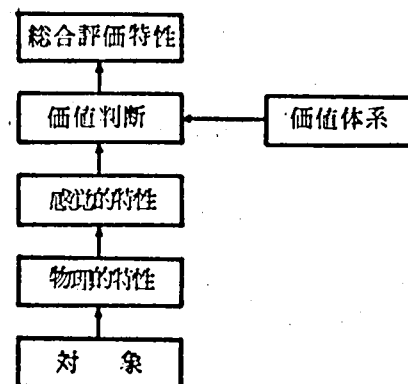 総合評価特性
価値判断
価値体系
感覚的特性
物理的特性
対 象